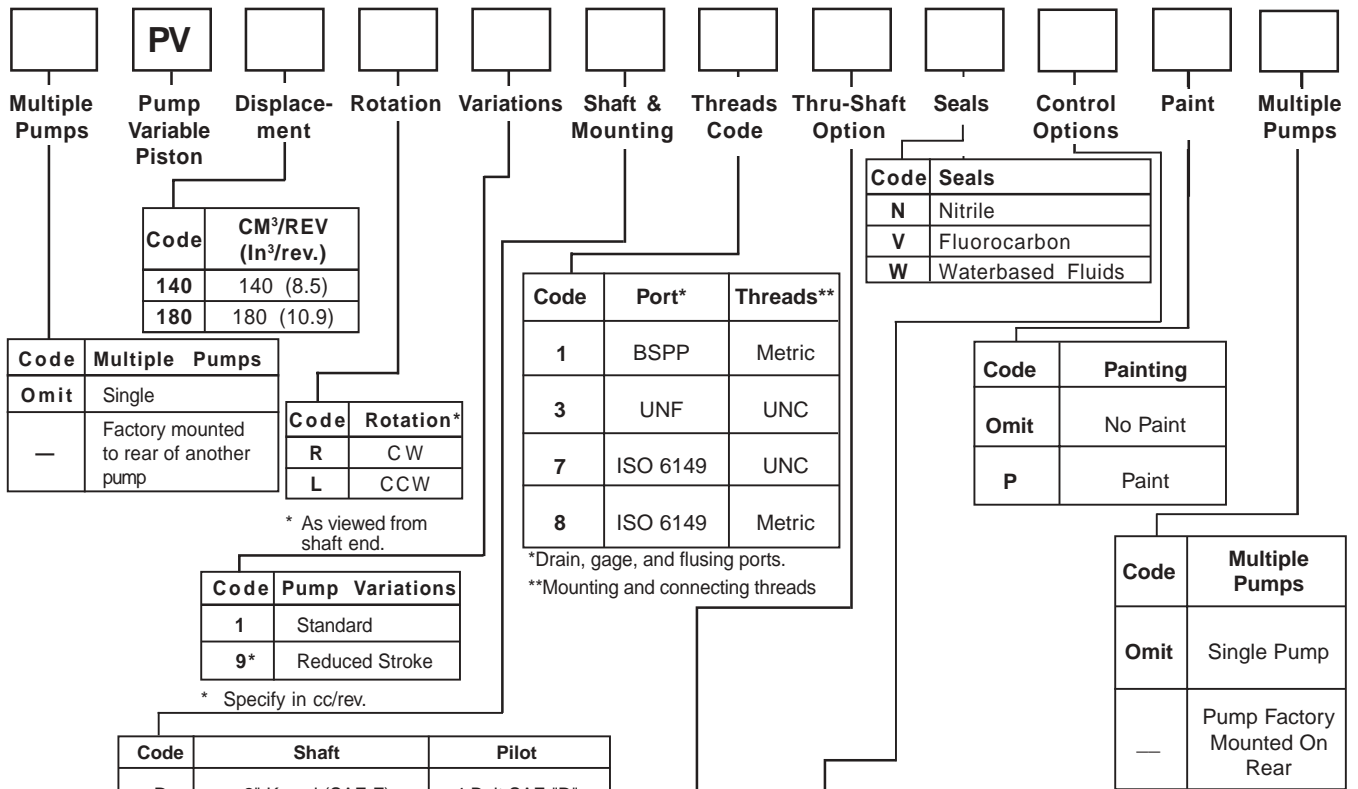 PV
Multiple Pumps
Pump Variable Piston
Displace-ment
Rotation
Variations
Shaft & Mounting
Threads Code
Thru-Shaft Option
Seals
Control Options
Paint
Multiple Pumps
Code Seals
N Nitrile
V Fluorocarbon
W Waterbased Fluids
Code CM³/REV (In³/rev.)
140 140 (8.5)
180 180 (10.9)
Code Port* Threads**
1 BSPP Metric
3 UNF UNC
7 ISO 6149 UNC
8 ISO 6149 Metric
*Drain, gage, and flusing ports.
**Mounting and connecting threads
Code Multiple Pumps
Omit Single
— Factory mounted to rear of another pump
Code Rotation*
R CW
L CCW
* As viewed from shaft end.
Code Painting
Omit No Paint
P Paint
Code Pump Variations
1 Standard
9* Reduced Stroke
* Specify in cc/rev.
Code Multiple Pumps
Omit Single Pump
__ Pump Factory Mounted On Rear
Code Shaft Pilot